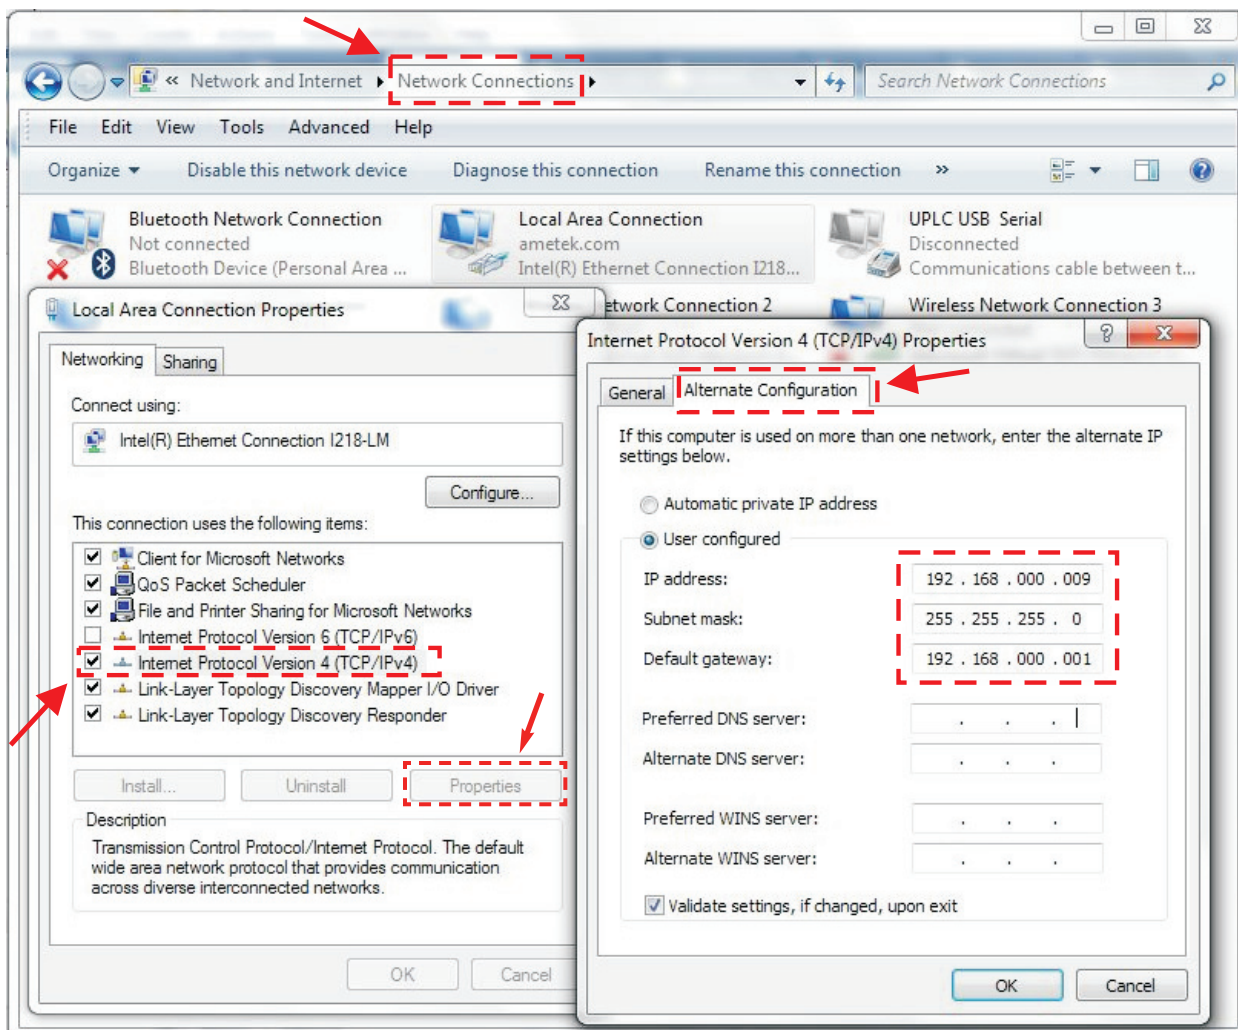 « Network and Internet Network Connections
Search Network Connections
File Edit View Tools Advanced Help
Organize Disable this network device Diagnose this connection Rename this connection »
Bluetooth Network Connection
Not connected
Bluetooth Device (Personal Area ...
Local Area Connection
ametek.com
Intel(R) Ethernet Connection I218...
UPLC USB Serial
Disconnected
Communications cable between t...
etwork Connection 2
Wireless Network Connection 3
Local Area Connection Properties
Networking Sharing
Connect using:
Intel(R) Ethernet Connection I218-LM
Configure...
This connection uses the following items:
Client for Microsoft Networks
QoS Packet Scheduler
File and Printer Sharing for Microsoft Networks
Internet Protocol Version 6 (TCP/IPv6)
Internet Protocol Version 4 (TCP/IPv4)
Link-Layer Topology Discovery Mapper I/O Driver
Link-Layer Topology Discovery Responder
Install... Uninstall Properties
Description
Transmission Control Protocol/Internet Protocol. The default
wide area network protocol that provides communication
across diverse interconnected networks.
OK Cancel
Internet Protocol Version 4 (TCP/IPv4) Properties
General Alternate Configuration
If this computer is used on more than one network, enter the alternate IP
settings below.
Automatic private IP address
User configured
IP address: 192 . 168 . 000 . 009
Subnet mask: 255 . 255 . 255 . 0
Default gateway: 192 . 168 . 000 . 001
Preferred DNS server: . . .
Alternate DNS server: . . .
Preferred WINS server: . . .
Alternate WINS server: . . .
Validate settings, if changed, upon exit
OK Cancel